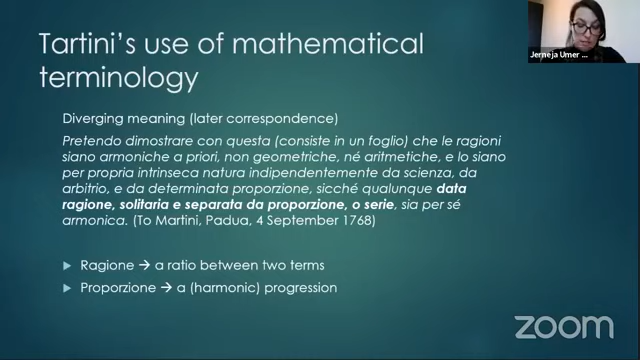 Tartini's use of mathematical
terminology
Diverging meaning (later correspondence)
Pretendo dimostrare con questa (consiste in un foglio) che le ragioni
siano armoniche a priori, non geometriche, né aritmetiche, e lo siano
per propria intrinseca natura indipendentemente da scienza, da
arbitrio, e da determinata proporzione, sicché qualunque data
ragione, solitaria e separata da proporzione, o serie, sia per sé
armonica. (To Martini, Padua, 4 September 1768)
Ragione → a ratio between two terms
Proporzione → a (harmonic) progression
Jerneja Umer ...
zoom